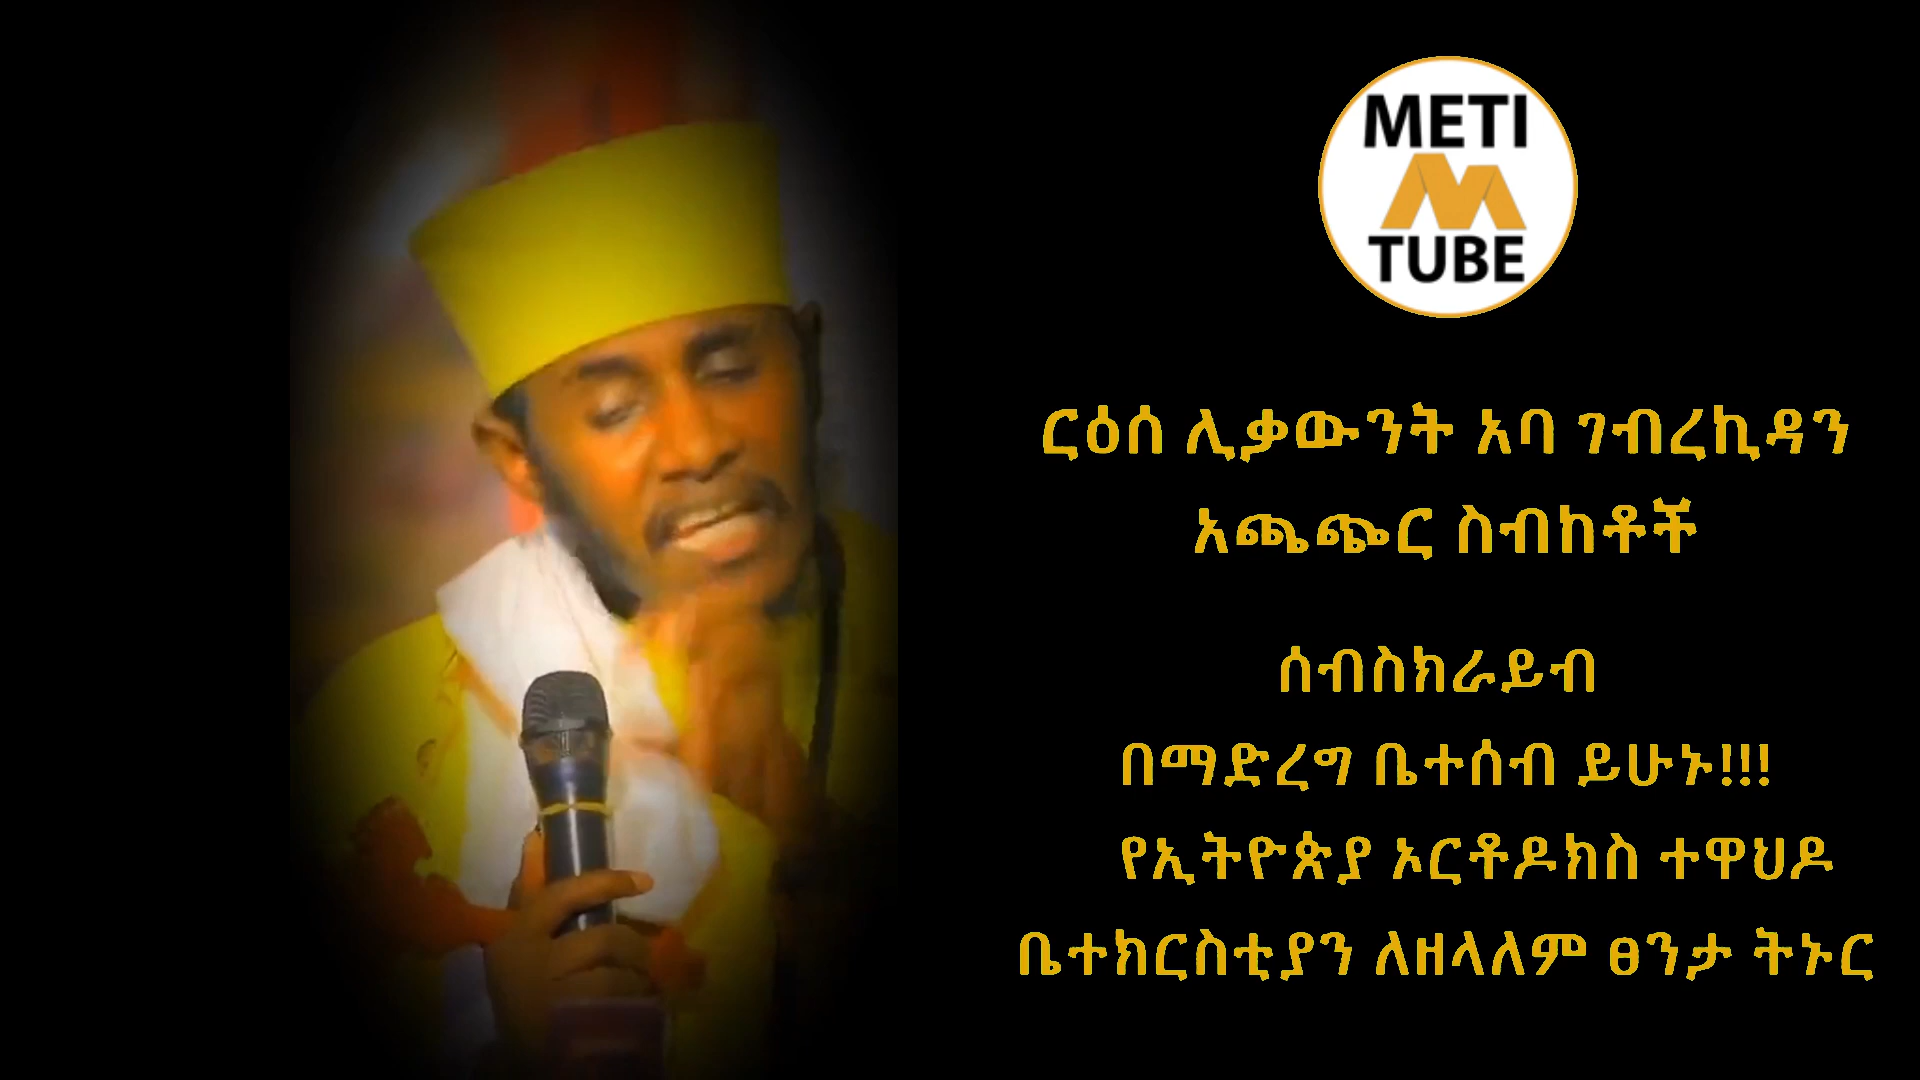 METI
TUBE
ርዕሰ ሊቃውንት አባ ገብረኪዳን
አጫጭር ስብከቶች
ሰብስክራይብ
በማድረግ ቤተሰብ ይሁኑ!!!
የኢትዮጵያ ኦርቶዶክስ ተዋህዶ
ቤተክርስቲያን ለዘላለም ፀንታ ትኑር